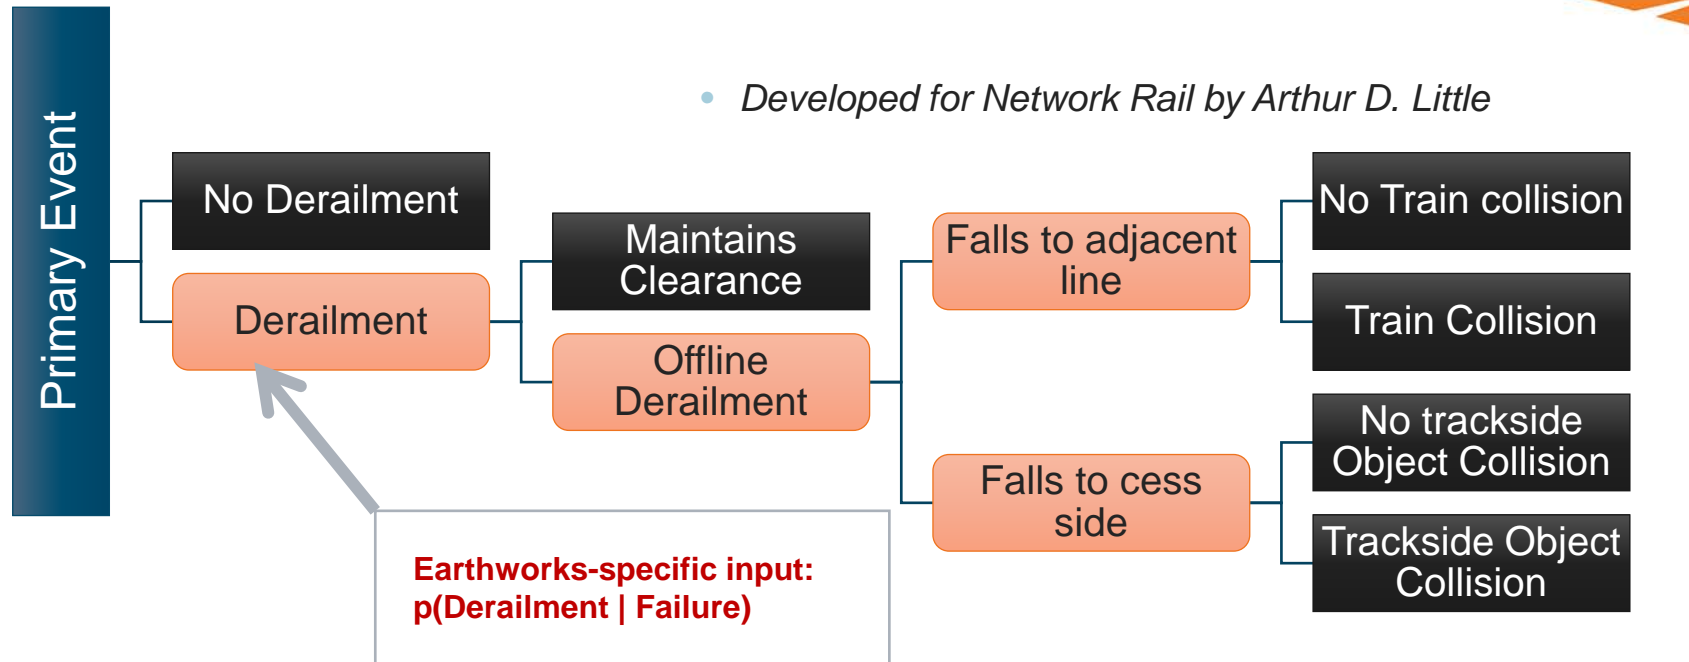 Primary Event
• Developed for Network Rail by Arthur D. Little
No Derailment
Derailment
Maintains
Clearance
Offline
Derailment
Falls to adjacent
line
Falls to cess
side
No Train collision
Train Collision
No trackside
Object Collision
Trackside Object
Collision
Earthworks-specific input:
p(Derailment | Failure)